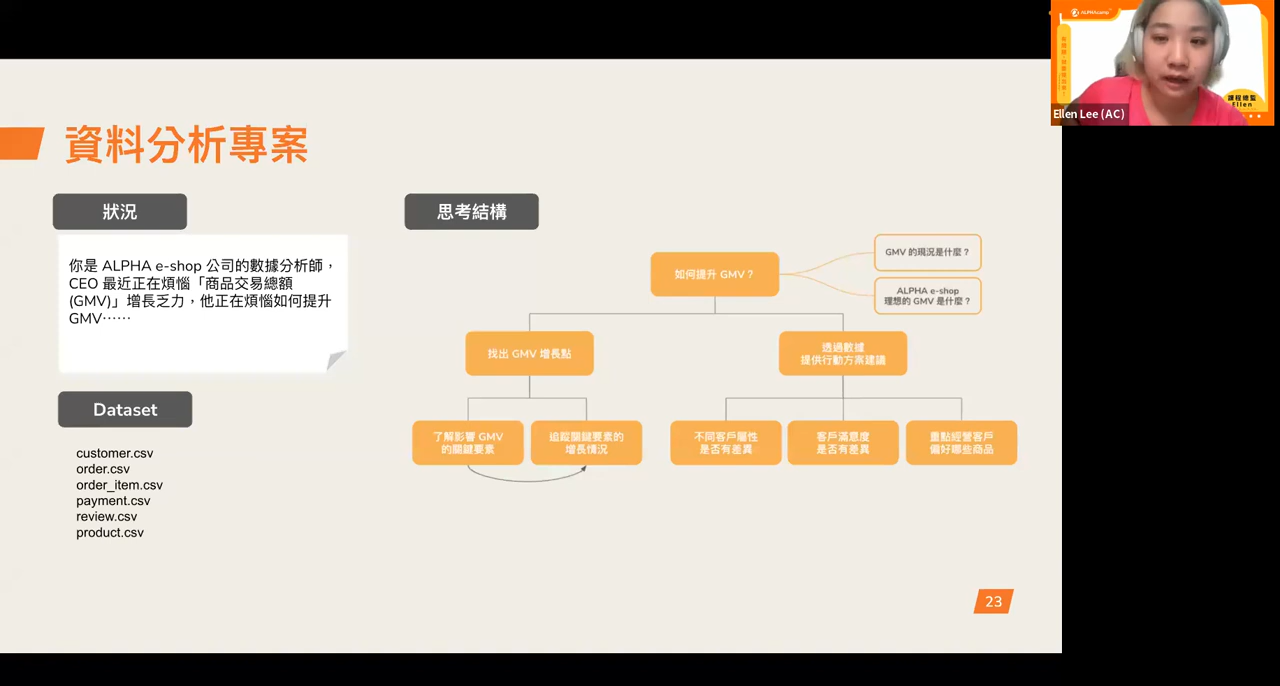 資料分析專案
狀況
你是 ALPHA e-shop 公司的數據分析師，
CEO 最近正在煩惱「商品交易總額
(GMV)」增長乏力，他正在煩惱如何提升
GMV⋯⋯
Dataset
customer.csv
order.csv
order_item.csv
payment.csv
review.csv
product.csv
思考結構
如何提升 GMV？
GMV 的現況是什麼？
ALPHA e-shop
理想的 GMV 是什麼？
找出 GMV 增長點
透過數據
提供行動方案建議
了解影響 GMV
的關鍵要素
追蹤關鍵要素的
增長情況
不同客戶屬性
是否有差異
客戶滿意度
是否有差異
重點經營客戶
偏好哪些商品
23
ALPHAcamp
課程總監
Ellen
Ellen Lee (AC)